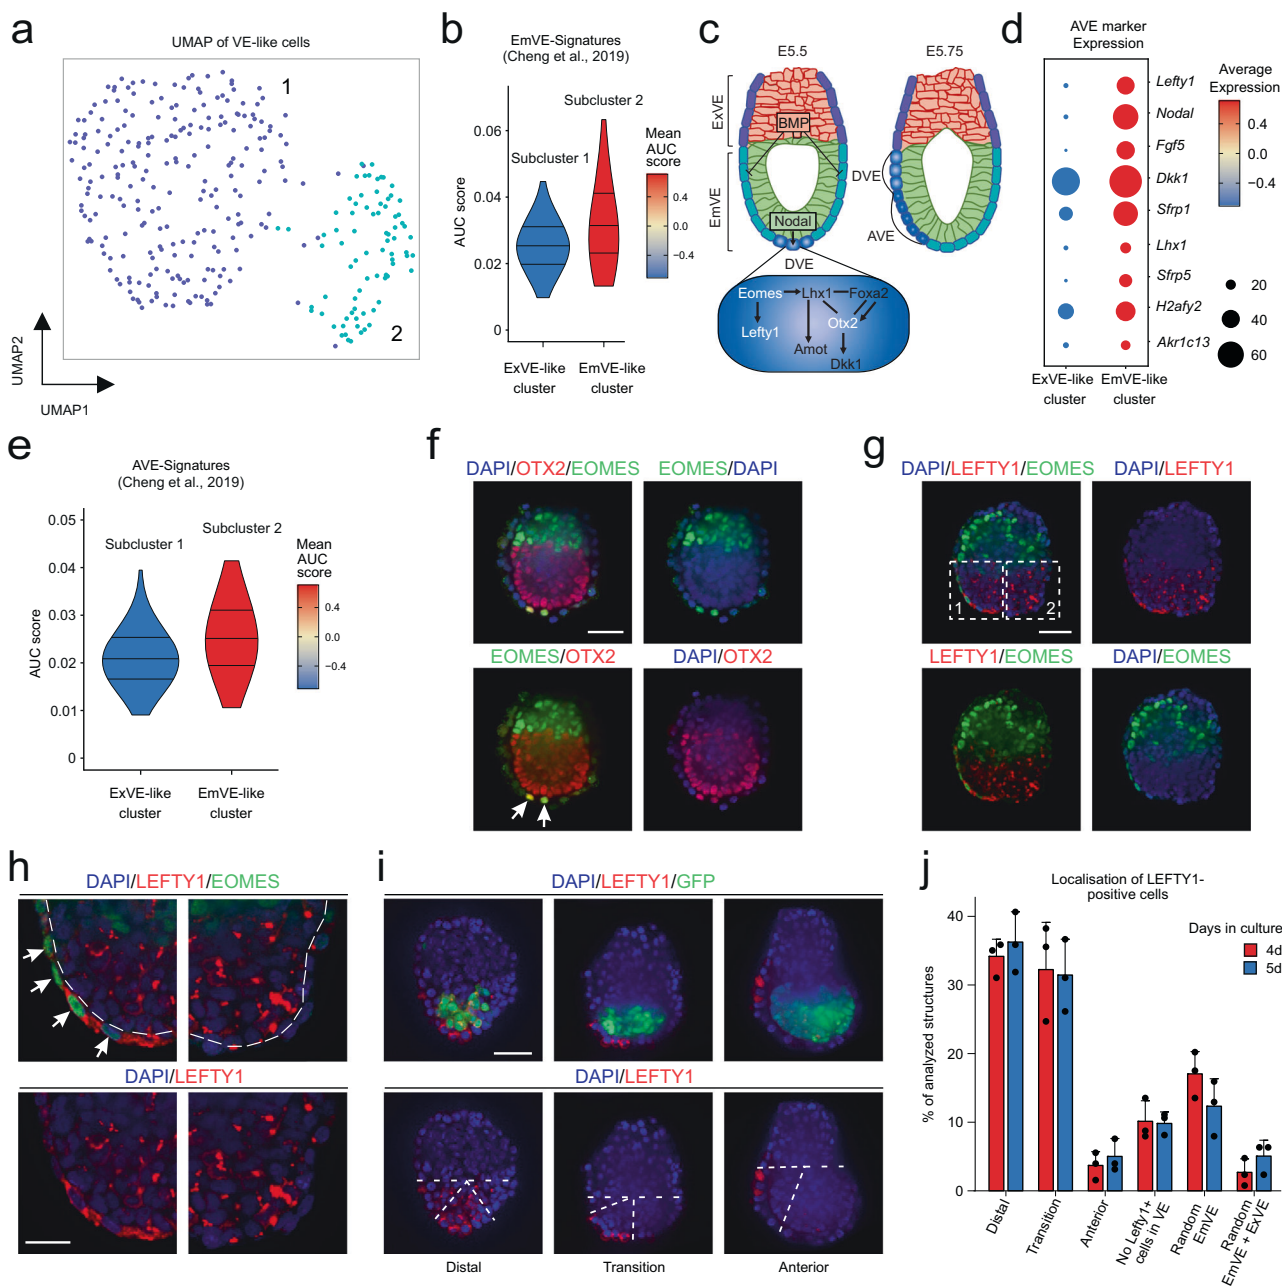 a
UMAP of VE-like cells
1
2
UMAP2
UMAP1
b
EmVE-Signatures
(Cheng et al., 2019)
Subcluster 2
Subcluster 1
AUC score
0.06
0.04
0.02
0
ExVE-like
cluster
EmVE-like
cluster
Mean
AUC
score
0.4
0.0
−0.4
c
E5.5
E5.75
ExVE
EmVE
BMP
Nodal
DVE
DVE
AVE
Eomes
Lhx1
Foxa2
Lefty1
Otx2
Amot
Dkk1
d
AVE marker
Expression
Lefty1
Nodal
Fgf5
Dkk1
Sfrp1
Lhx1
Sfrp5
H2afy2
Akr1c13
ExVE-like
cluster
EmVE-like
cluster
Average
Expression
0.4
0.0
−0.4
20
40
60
e
AVE-Signatures
(Cheng et al., 2019)
Subcluster 1
Subcluster 2
AUC score
0.05
0.04
0.03
0.02
0.01
0
ExVE-like
cluster
EmVE-like
cluster
Mean
AUC
score
0.4
0.0
−0.4
f
DAPI/OTX2/EOMES
EOMES/DAPI
EOMES/OTX2
DAPI/OTX2
g
DAPI/LEFTY1/EOMES
DAPI/LEFTY1
1
2
LEFTY1/EOMES
DAPI/EOMES
h
DAPI/LEFTY1/EOMES
DAPI/LEFTY1
i
DAPI/LEFTY1/GFP
DAPI/LEFTY1
Distal
Transition
Anterior
j
Localisation of LEFTY1-
positive cells
Days in culture
4d
5d
% of analyzed structures
40
30
20
10
0
Distal
Transition
Anterior
No Lefty1+
cells in VE
Random
EmVE
Random
EmVE + ExVE